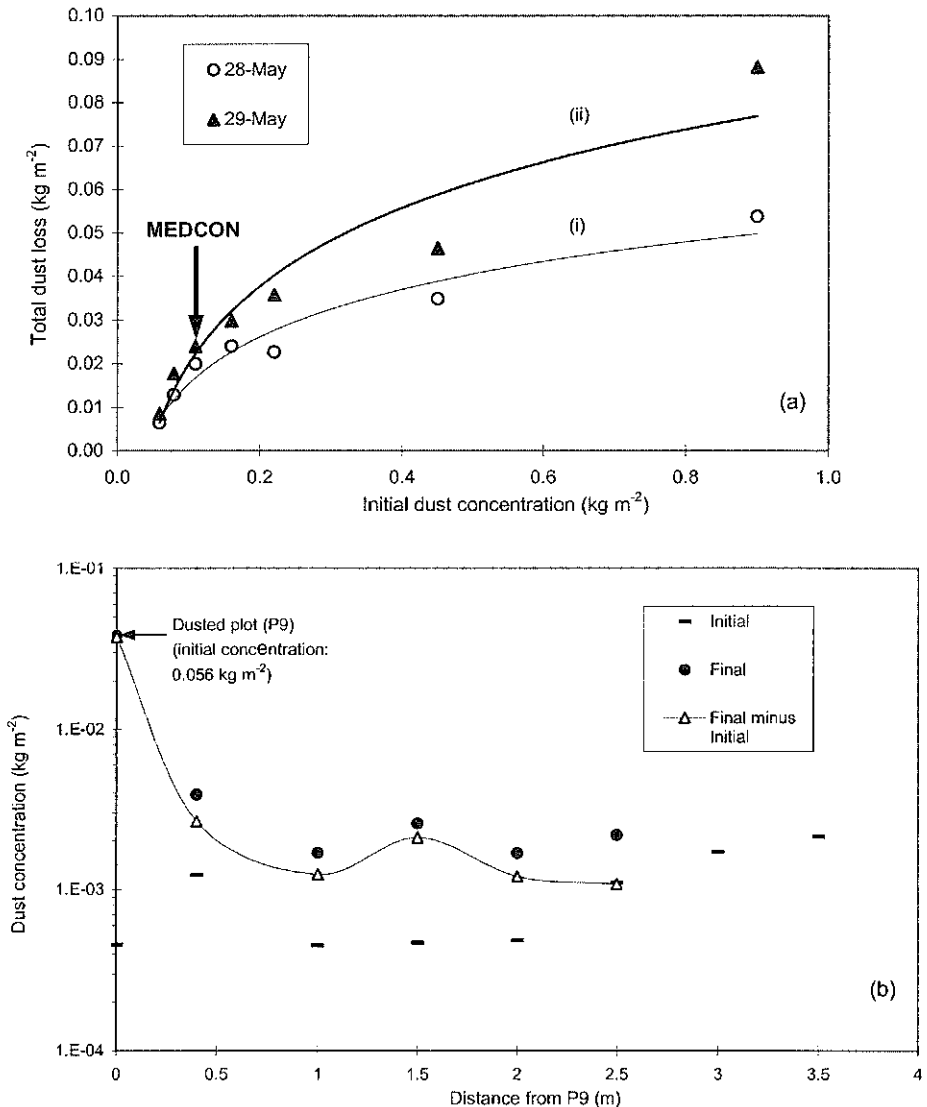 0.10
0.09
0.08
0.07
0.06
0.05
0.04
0.03
0.02
0.01
0.00
Total dust loss (kg m⁻²)
28-May
29-May
MEDCON
(ii)
(i)
(a)
0.0 0.2 0.4 0.6 0.8 1.0
Initial dust concentration (kg m⁻²)
1.E-01
1.E-02
1.E-03
1.E-04
Dust concentration (kg m⁻²)
Dusted plot (P9)
(initial concentration:
0.056 kg m⁻²)
Initial
Final
Final minus
Initial
(b)
0 0.5 1 1.5 2 2.5 3 3.5 4
Distance from P9 (m)